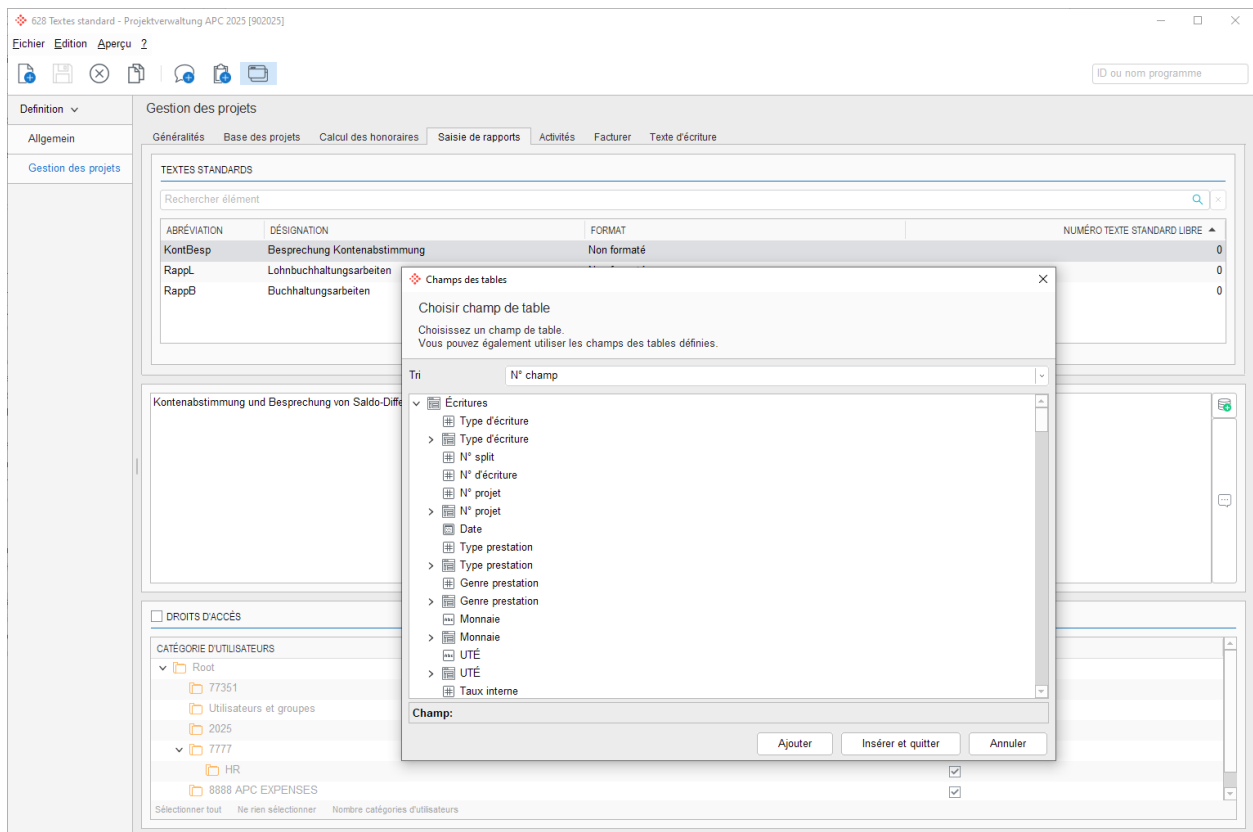 628 Textes standard - Projektverwaltung APC 2025 [902025]
Fichier Edition Aperçu ?
ID ou nom programme
Definition
Allgemein
Gestion des projets
Gestion des projets
Généralités Base des projets Calcul des honoraires Saisie de rapports Activités Facturer Texte d'écriture
TEXTES STANDARDS
Rechercher élément
ABRÉVIATION DÉSIGNATION FORMAT NUMÉRO TEXTE STANDARD LIBRE
KontBesp Besprechung Kontenabstimmung Non formaté 0
RappL Lohnbuchhaltungsarbeiten 0
RappB Buchhaltungsarbeiten 0
Kontenabstimmung und Besprechung von Saldo-Diffe
DROITS D'ACCÈS
CATÉGORIE D'UTILISATEURS
Root
77351
Utilisateurs et groupes
2025
7777
HR
8888 APC EXPENSES
Sélectionner tout Ne rien sélectionner Nombre catégories d'utilisateurs
Champs des tables
Choisir champ de table
Choisissez un champ de table.
Vous pouvez également utiliser les champs des tables définies.
Tri N° champ
Écritures
Type d'écriture
Type d'écriture
N° split
N° d'écriture
N° projet
N° projet
Date
Type prestation
Type prestation
Genre prestation
Genre prestation
Monnaie
Monnaie
UTÉ
UTÉ
Taux interne
Champ:
Ajouter Insérer et quitter Annuler